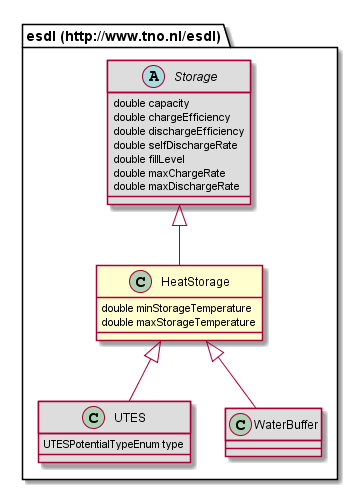 esdl (http://www.tno.nl/esdl)
A Storage
double capacity
double chargeEfficiency
double dischargeEfficiency
double selfDischargeRate
double fillLevel
double maxChargeRate
double maxDischargeRate
C HeatStorage
double minStorageTemperature
double maxStorageTemperature
C UTES
UTESPotentialTypeEnum type
C WaterBuffer